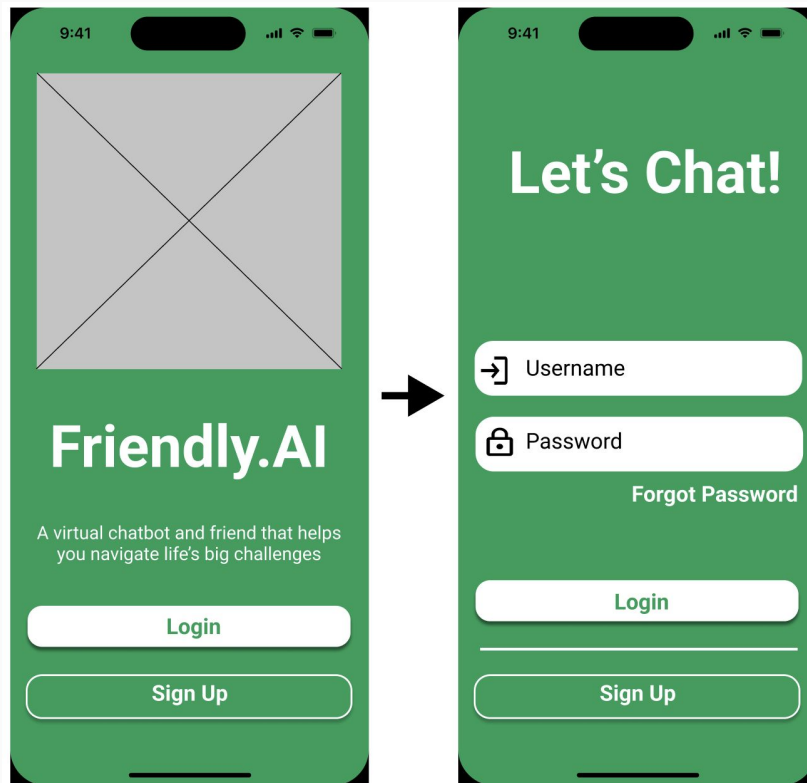 9:41
Friendly.AI
A virtual chatbot and friend that helps
you navigate life's big challenges
Login
Sign Up
9:41
Let's Chat!
Username
Password
Forgot Password
Login
Sign Up